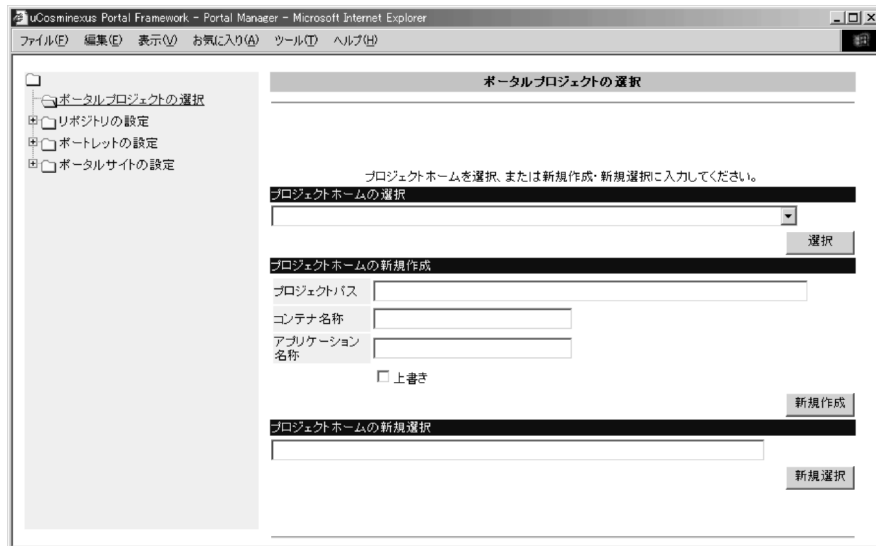 uCosminexus Portal Framework - Portal Manager - Microsoft Internet Explorer
ファイル(F) 編集(E) 表示(V) お気に入り(A) ツール(T) ヘルプ(H)
ポータルプロジェクトの選択
リポジトリの設定
ポートレットの設定
ポータルサイトの設定
ポータルプロジェクトの選択
プロジェクトホームを選択、または新規作成・新規選択に入力してください。
プロジェクトホームの選択
選択
プロジェクトホームの新規作成
プロジェクトパス
コンテナ名称
アプリケーション
名称
上書き
新規作成
プロジェクトホームの新規選択
新規選択